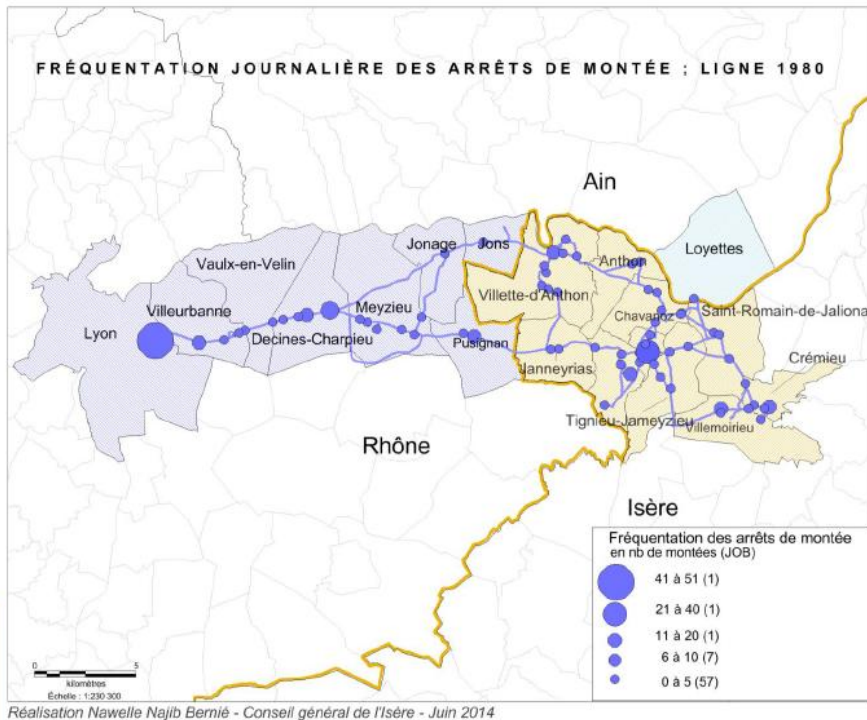 FRÉQUENTATION JOURNALIÈRE DES ARRÊTS DE MONTÉE ; LIGNE 1980
Ain
Jonage
Jons
Anthon
Loyettes
Vaulx-en-Velin
Villette-d'Anthon
Villeurbanne
Meyzieu
Chavanoz
Saint-Romain-de-Jaliona
Lyon
Decines-Charpieu
Pusignan
Janneyrias
Crémieu
Tignieu-Jameyzieu
Villemoirieu
Rhône
Isère
Fréquentation des arrêts de montée
en nb de montées (JOB)
41 à 51 (1)
21 à 40 (1)
11 à 20 (1)
6 à 10 (7)
0 à 5 (57)
0 5
kilomètres
Échelle : 1:230 300
Réalisation Nawelle Najib Bernié - Conseil général de l'Isère - Juin 2014